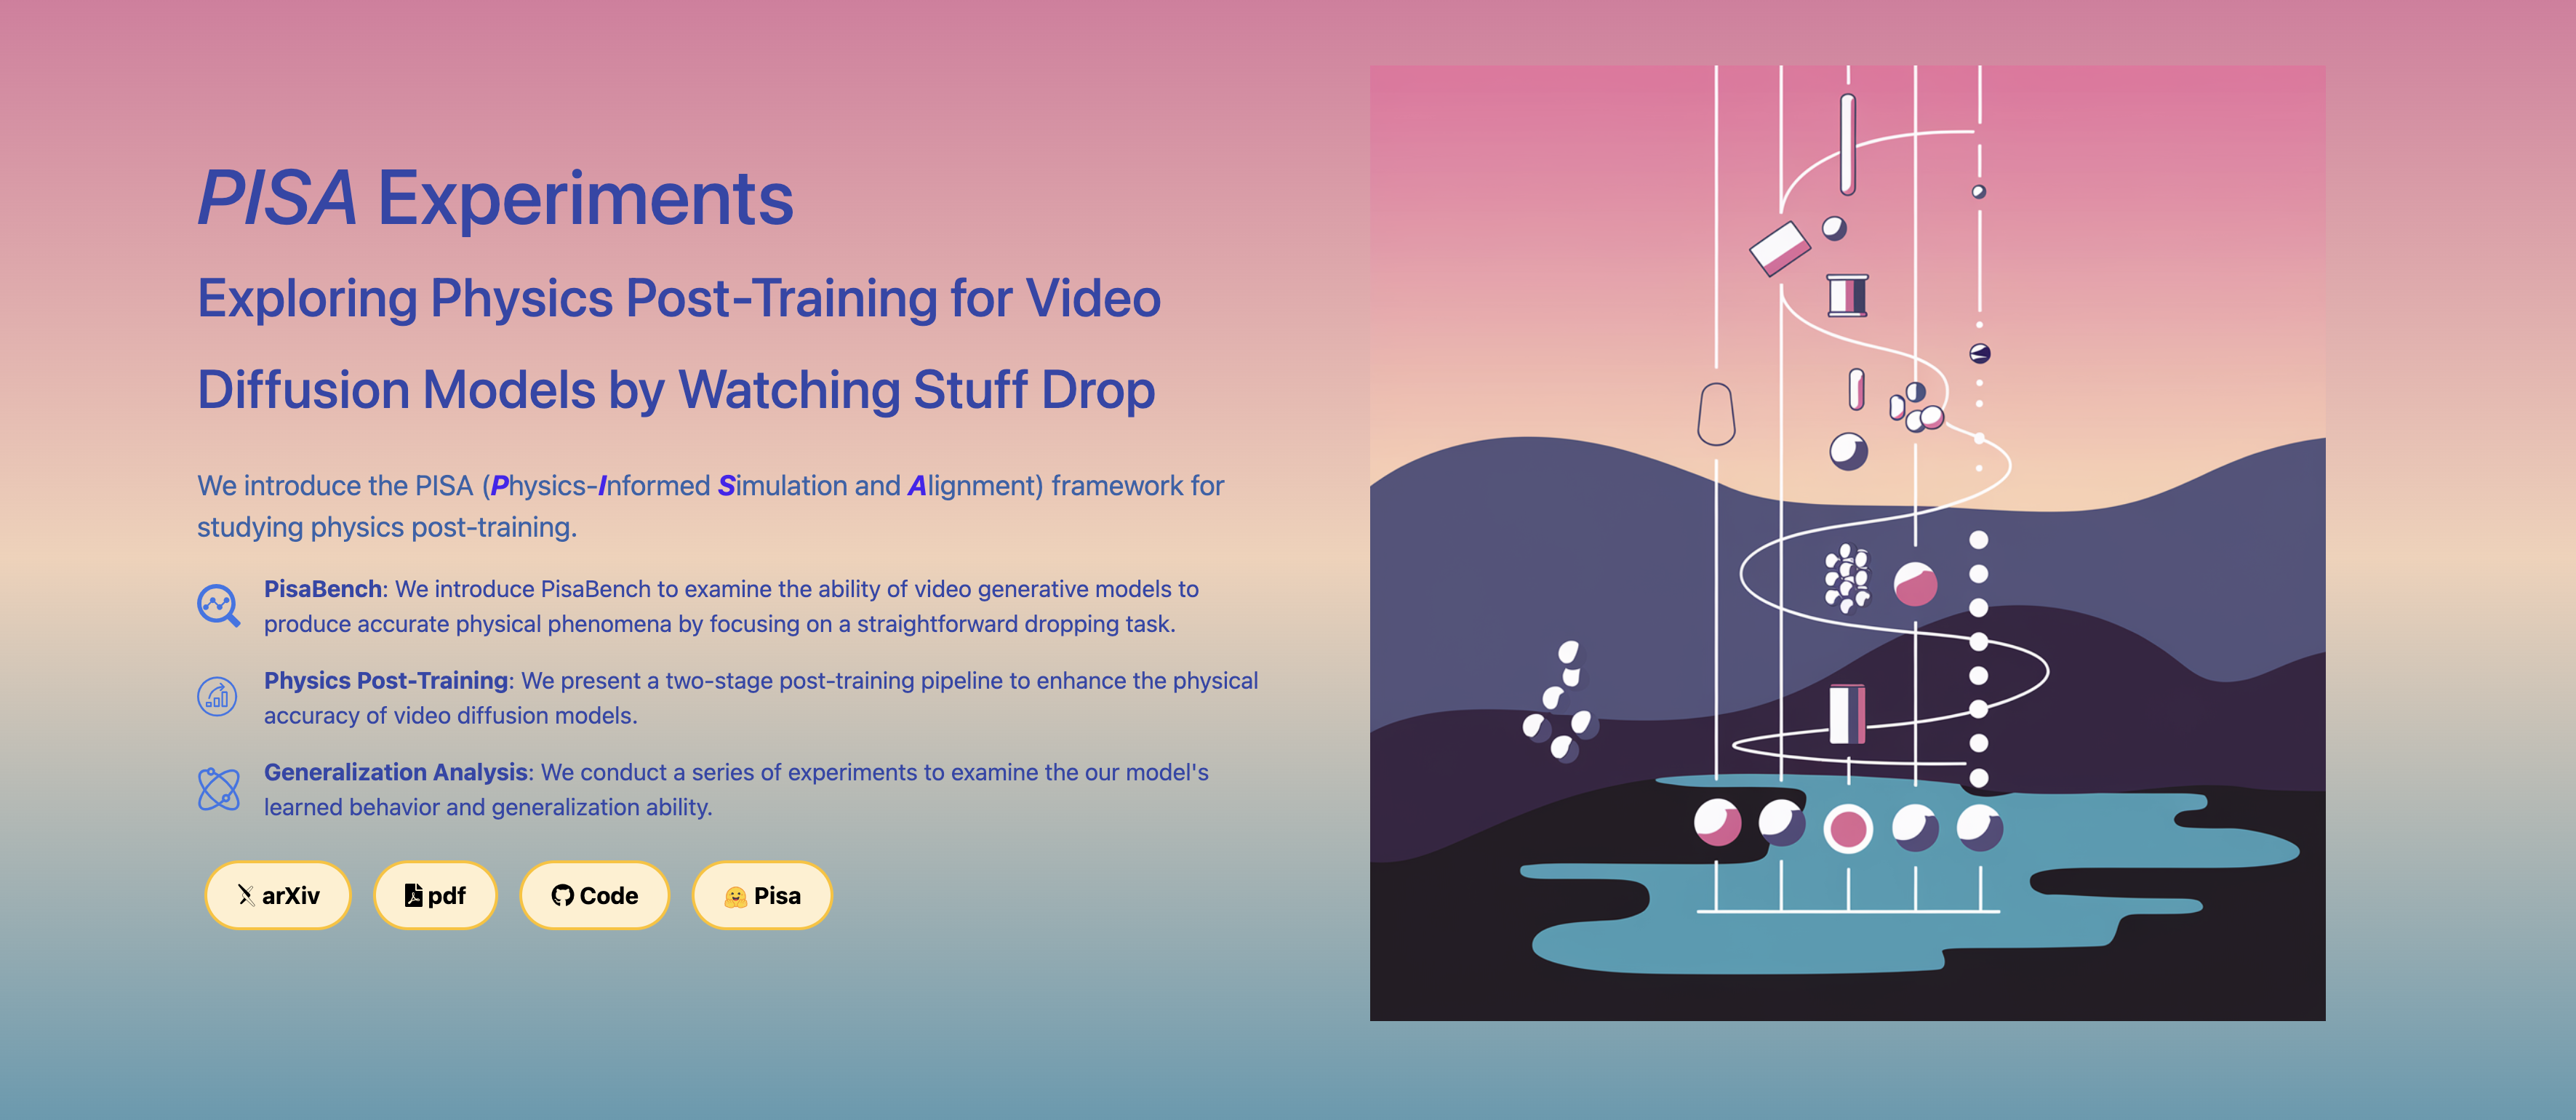 PISA Experiments
Exploring Physics Post-Training for Video
Diffusion Models by Watching Stuff Drop
We introduce the PISA (Physics-Informed Simulation and Alignment) framework for
studying physics post-training.
PisaBench: We introduce PisaBench to examine the ability of video generative models to
produce accurate physical phenomena by focusing on a straightforward dropping task.
Physics Post-Training: We present a two-stage post-training pipeline to enhance the physical
accuracy of video diffusion models.
Generalization Analysis: We conduct a series of experiments to examine the our model's
learned behavior and generalization ability.
arXiv pdf Code Pisa